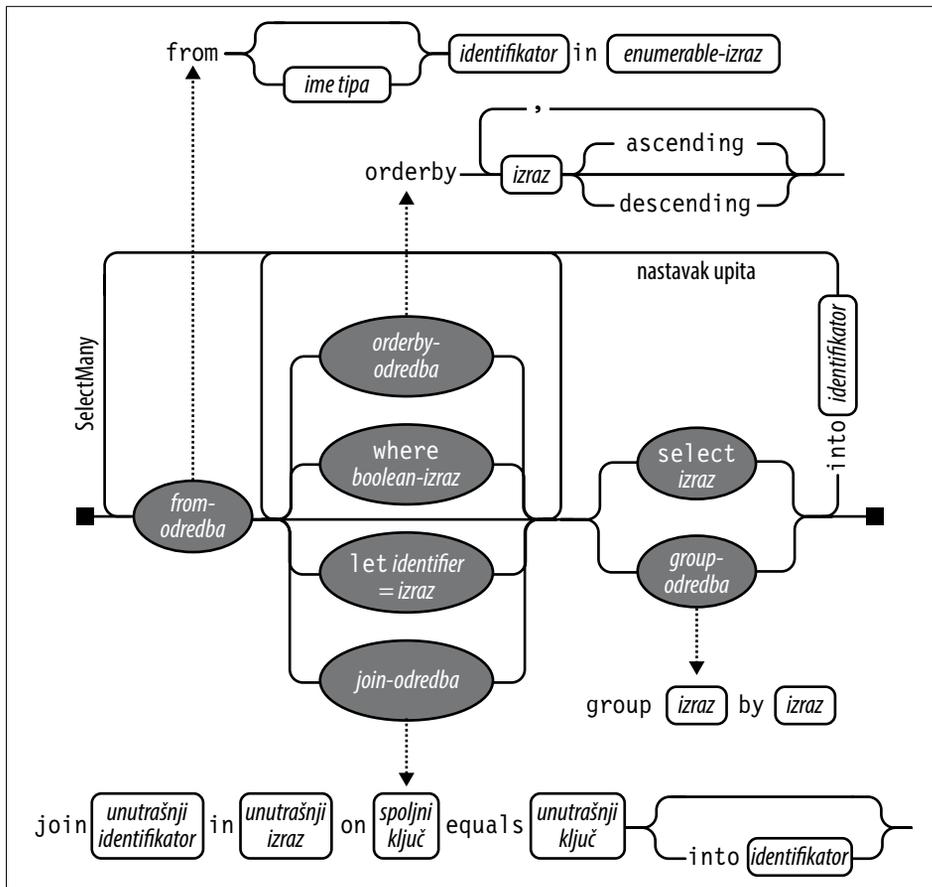 from identifikator in enumerable-izraz
ime tipa
,
ascending
orderby izraz
descending
nastavak upita
SelectMany
identifikator
into
orderby-
odredba
where
boolean-izraz
select
izraz
from-
odredba
let identifier
= izraz
group-
odredba
join-odredba
group izraz by izraz
join unutrašnji identifikator in unutrašnji izraz on spoljni ključ equals unutrašnji ključ
into identifikator